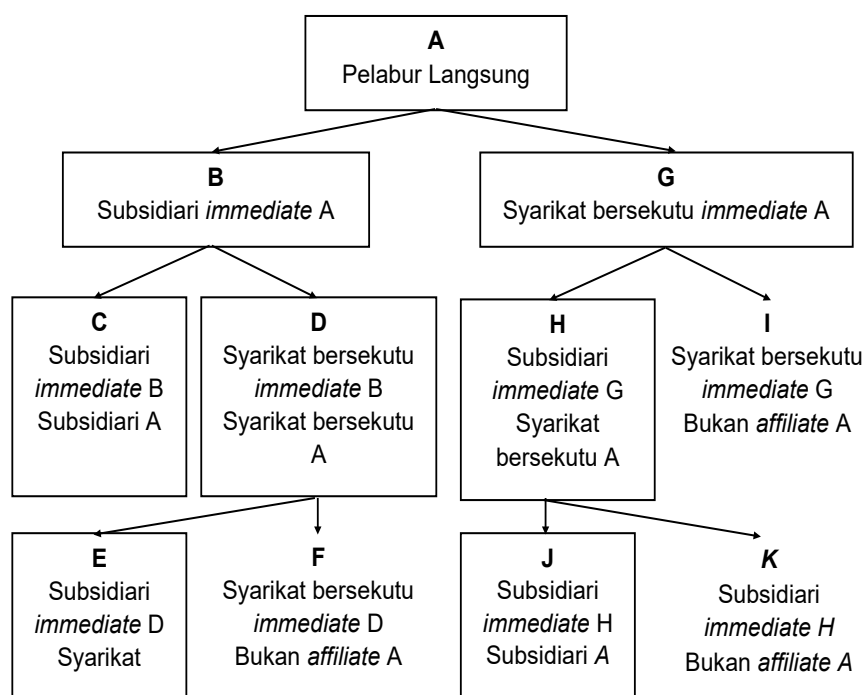 A
Pelabur Langsung
B
Subsidiari immediate A
G
Syarikat bersekutu immediate A
C
Subsidiari
immediate B
Subsidiari A
D
Syarikat bersekutu
immediate B
Syarikat bersekutu
A
H
Subsidiari
immediate G
Syarikat
bersekutu A
I
Syarikat bersekutu
immediate G
Bukan affiliate A
E
Subsidiari
immediate D
Syarikat
F
Syarikat bersekutu
immediate D
Bukan affiliate A
J
Subsidiari
immediate H
Subsidiari A
K
Subsidiari
immediate H
Bukan affiliate A